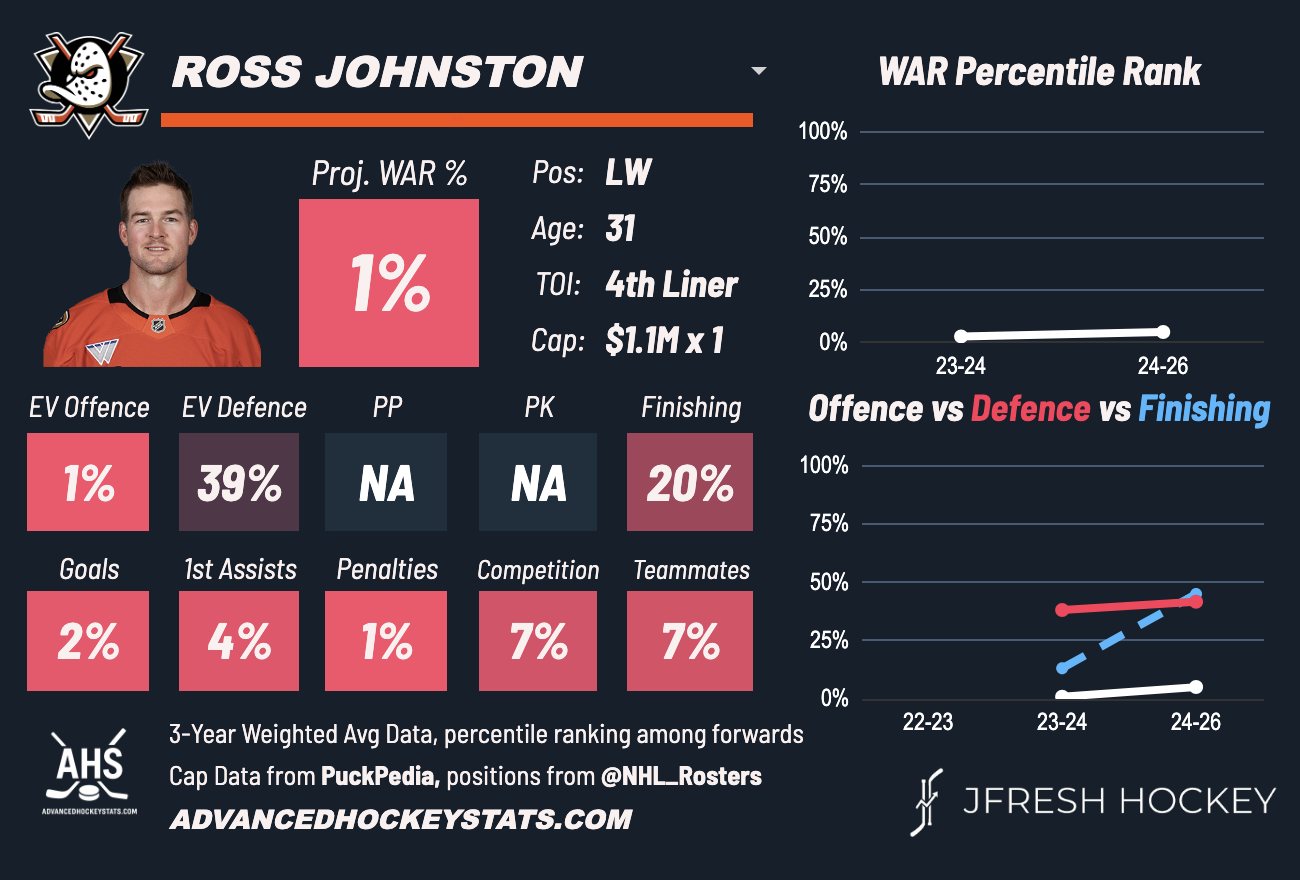 ROSS JOHNSTON
WAR Percentile Rank
Proj. WAR %
1%
Pos: LW
Age: 31
TOI: 4th Liner
Cap: $1.1M x 1
100%
75%
50%
25%
0%
23-24 24-26
EV Offence EV Defence PP PK Finishing
1% 39% NA NA 20%
Goals 1st Assists Penalties Competition Teammates
2% 4% 1% 7% 7%
Offence vs Defence vs Finishing
100%
75%
50%
25%
0%
22-23 23-24 24-26
AHS
ADVANCEDHOCKEYSTATS.COM
3-Year Weighted Avg Data, percentile ranking among forwards
Cap Data from PuckPedia, positions from @NHL_Rosters
ADVANCEDHOCKEYSTATS.COM
JFRESH HOCKEY